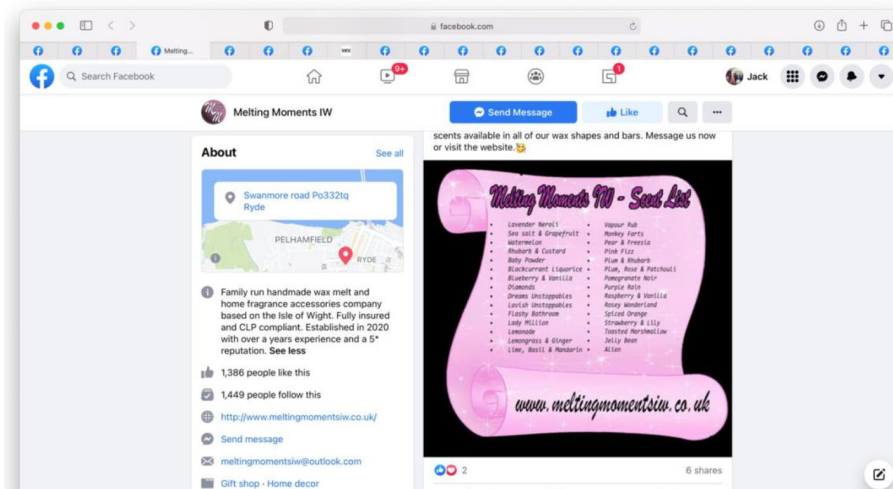 facebook.com
Melting...
Search Facebook
9+
1
Jack
Melting Moments IW
Send Message
Like
About
See all
Swanmore road Po332tq
Ryde
PELHAMFIELD
RYDE
Family run handmade wax melt and
home fragrance accessories company
based on the Isle of Wight. Fully insured
and CLP compliant. Established in 2020
with over a years experience and a 5*
reputation. See less
1,386 people like this
1,449 people follow this
http://www.meltingmomentsiw.co.uk/
Send message
meltingmomentsiw@outlook.com
Gift shop · Home decor
scents available in all of our wax shapes and bars. Message us now
or visit the website.
Melting Moments IW - Scent List
Lavender Neroli
Sea salt & Grapefruit
Watermelon
Rhubarb & Custard
Baby Powder
Blackcurrant Liquorice
Blueberry & Vanilla
Diamonds
Dreams Unstoppables
Lavish Unstoppables
Flashy Bathroom
Lady Million
Lemonade
Lemongrass & Ginger
Lime, Basil & Mandarin
Vapour Rub
Monkey Farts
Pear & Freesia
Pink Fizz
Plum & Rhubarb
Plum, Rose & Patchouli
Pomegranate Noir
Purple Rain
Raspberry & Vanilla
Rosey Wonderland
Spiced Orange
Strawberry & Lily
Toasted Marshmallow
Jelly Bean
Alien
www.meltingmomentsiw.co.uk
2
6 shares